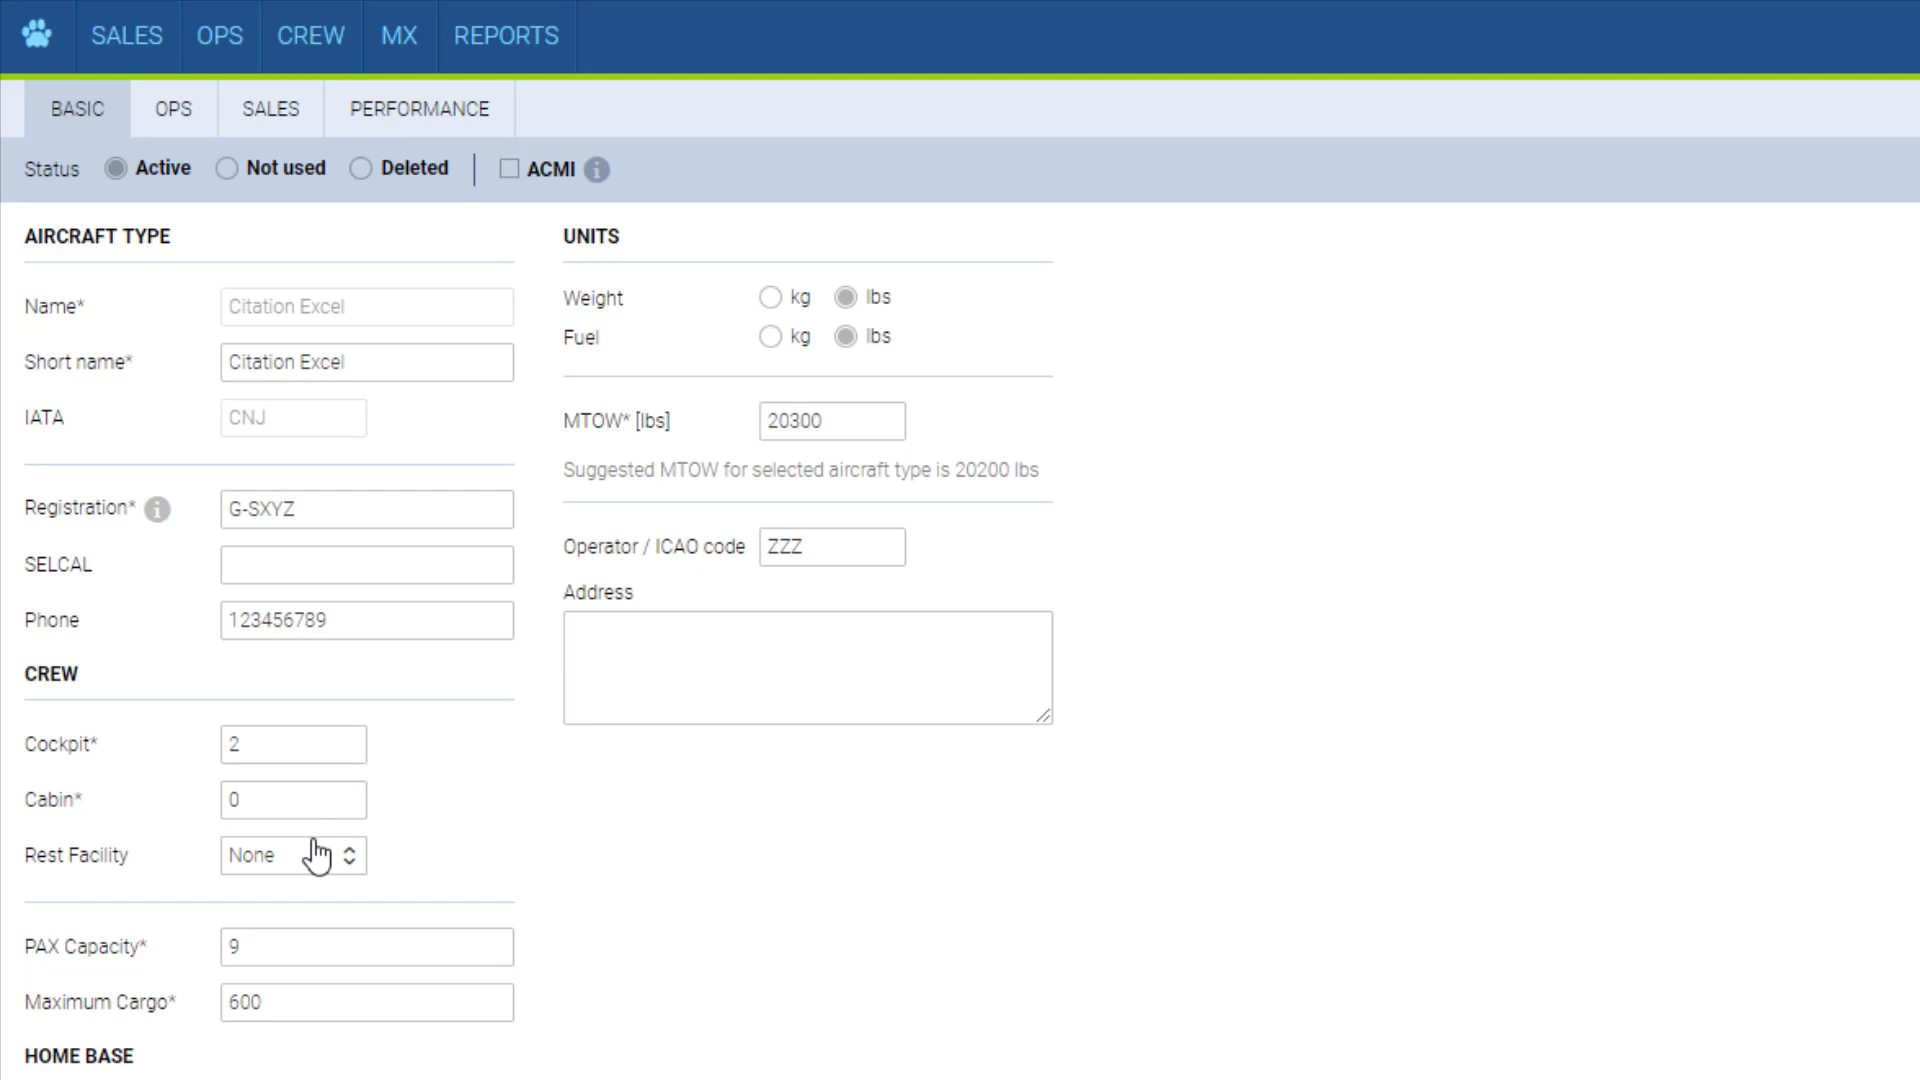 SALES OPS CREW MX REPORTS
BASIC OPS SALES PERFORMANCE
Status Active Not used Deleted ACMI
AIRCRAFT TYPE
Name* Citation Excel
Short name* Citation Excel
IATA CNJ
Registration* G-SXYZ
SELCAL
Phone 123456789
CREW
Cockpit* 2
Cabin* 0
Rest Facility None
PAX Capacity* 9
Maximum Cargo* 600
HOME BASE
UNITS
Weight kg lbs
Fuel kg lbs
MTOW* [lbs] 20300
Suggested MTOW for selected aircraft type is 20200 lbs
Operator / ICAO code ZZZ
Address